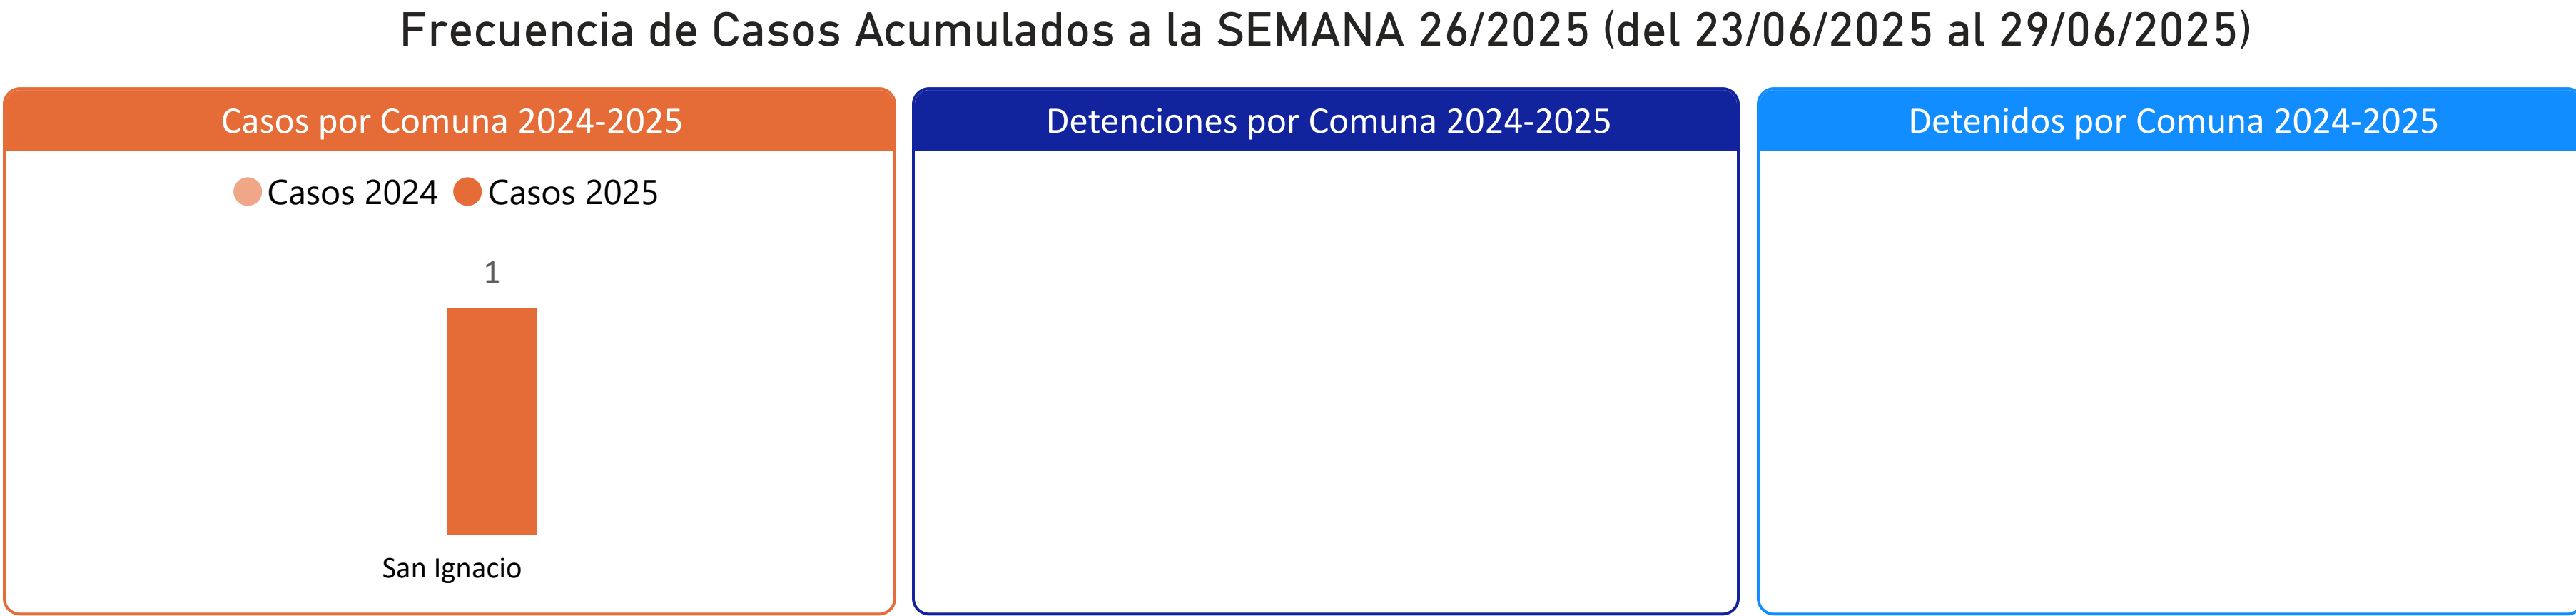 Frecuencia de Casos Acumulados a la SEMANA 26/2025 (del 23/06/2025 al 29/06/2025)
Casos por Comuna 2024-2025
Casos 2024 Casos 2025
1
San Ignacio
Detenciones por Comuna 2024-2025
Detenidos por Comuna 2024-2025